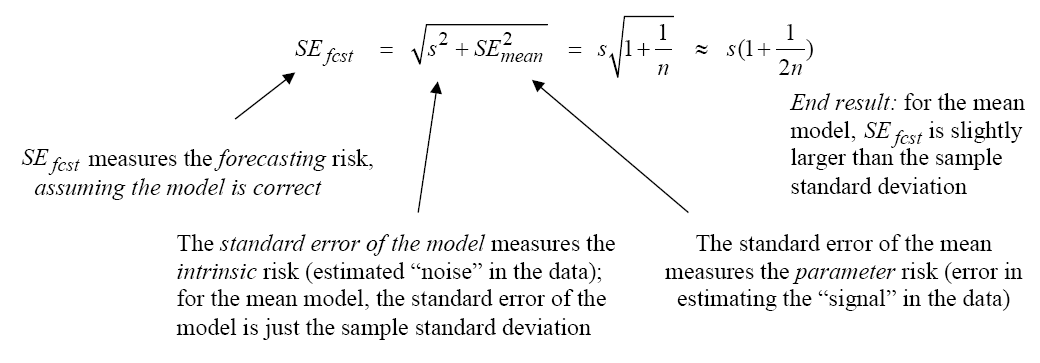 SE_fcst = √(s² + SE²_mean) = s√(1 + 1/n) ≈ s(1 + 1/2n)
End result: for the mean
model, SE_fcst is slightly
larger than the sample
standard deviation
SE_fcst measures the forecasting risk,
assuming the model is correct
The standard error of the model measures the
intrinsic risk (estimated “noise” in the data);
for the mean model, the standard error of the
model is just the sample standard deviation
The standard error of the mean
measures the parameter risk (error in
estimating the “signal” in the data)